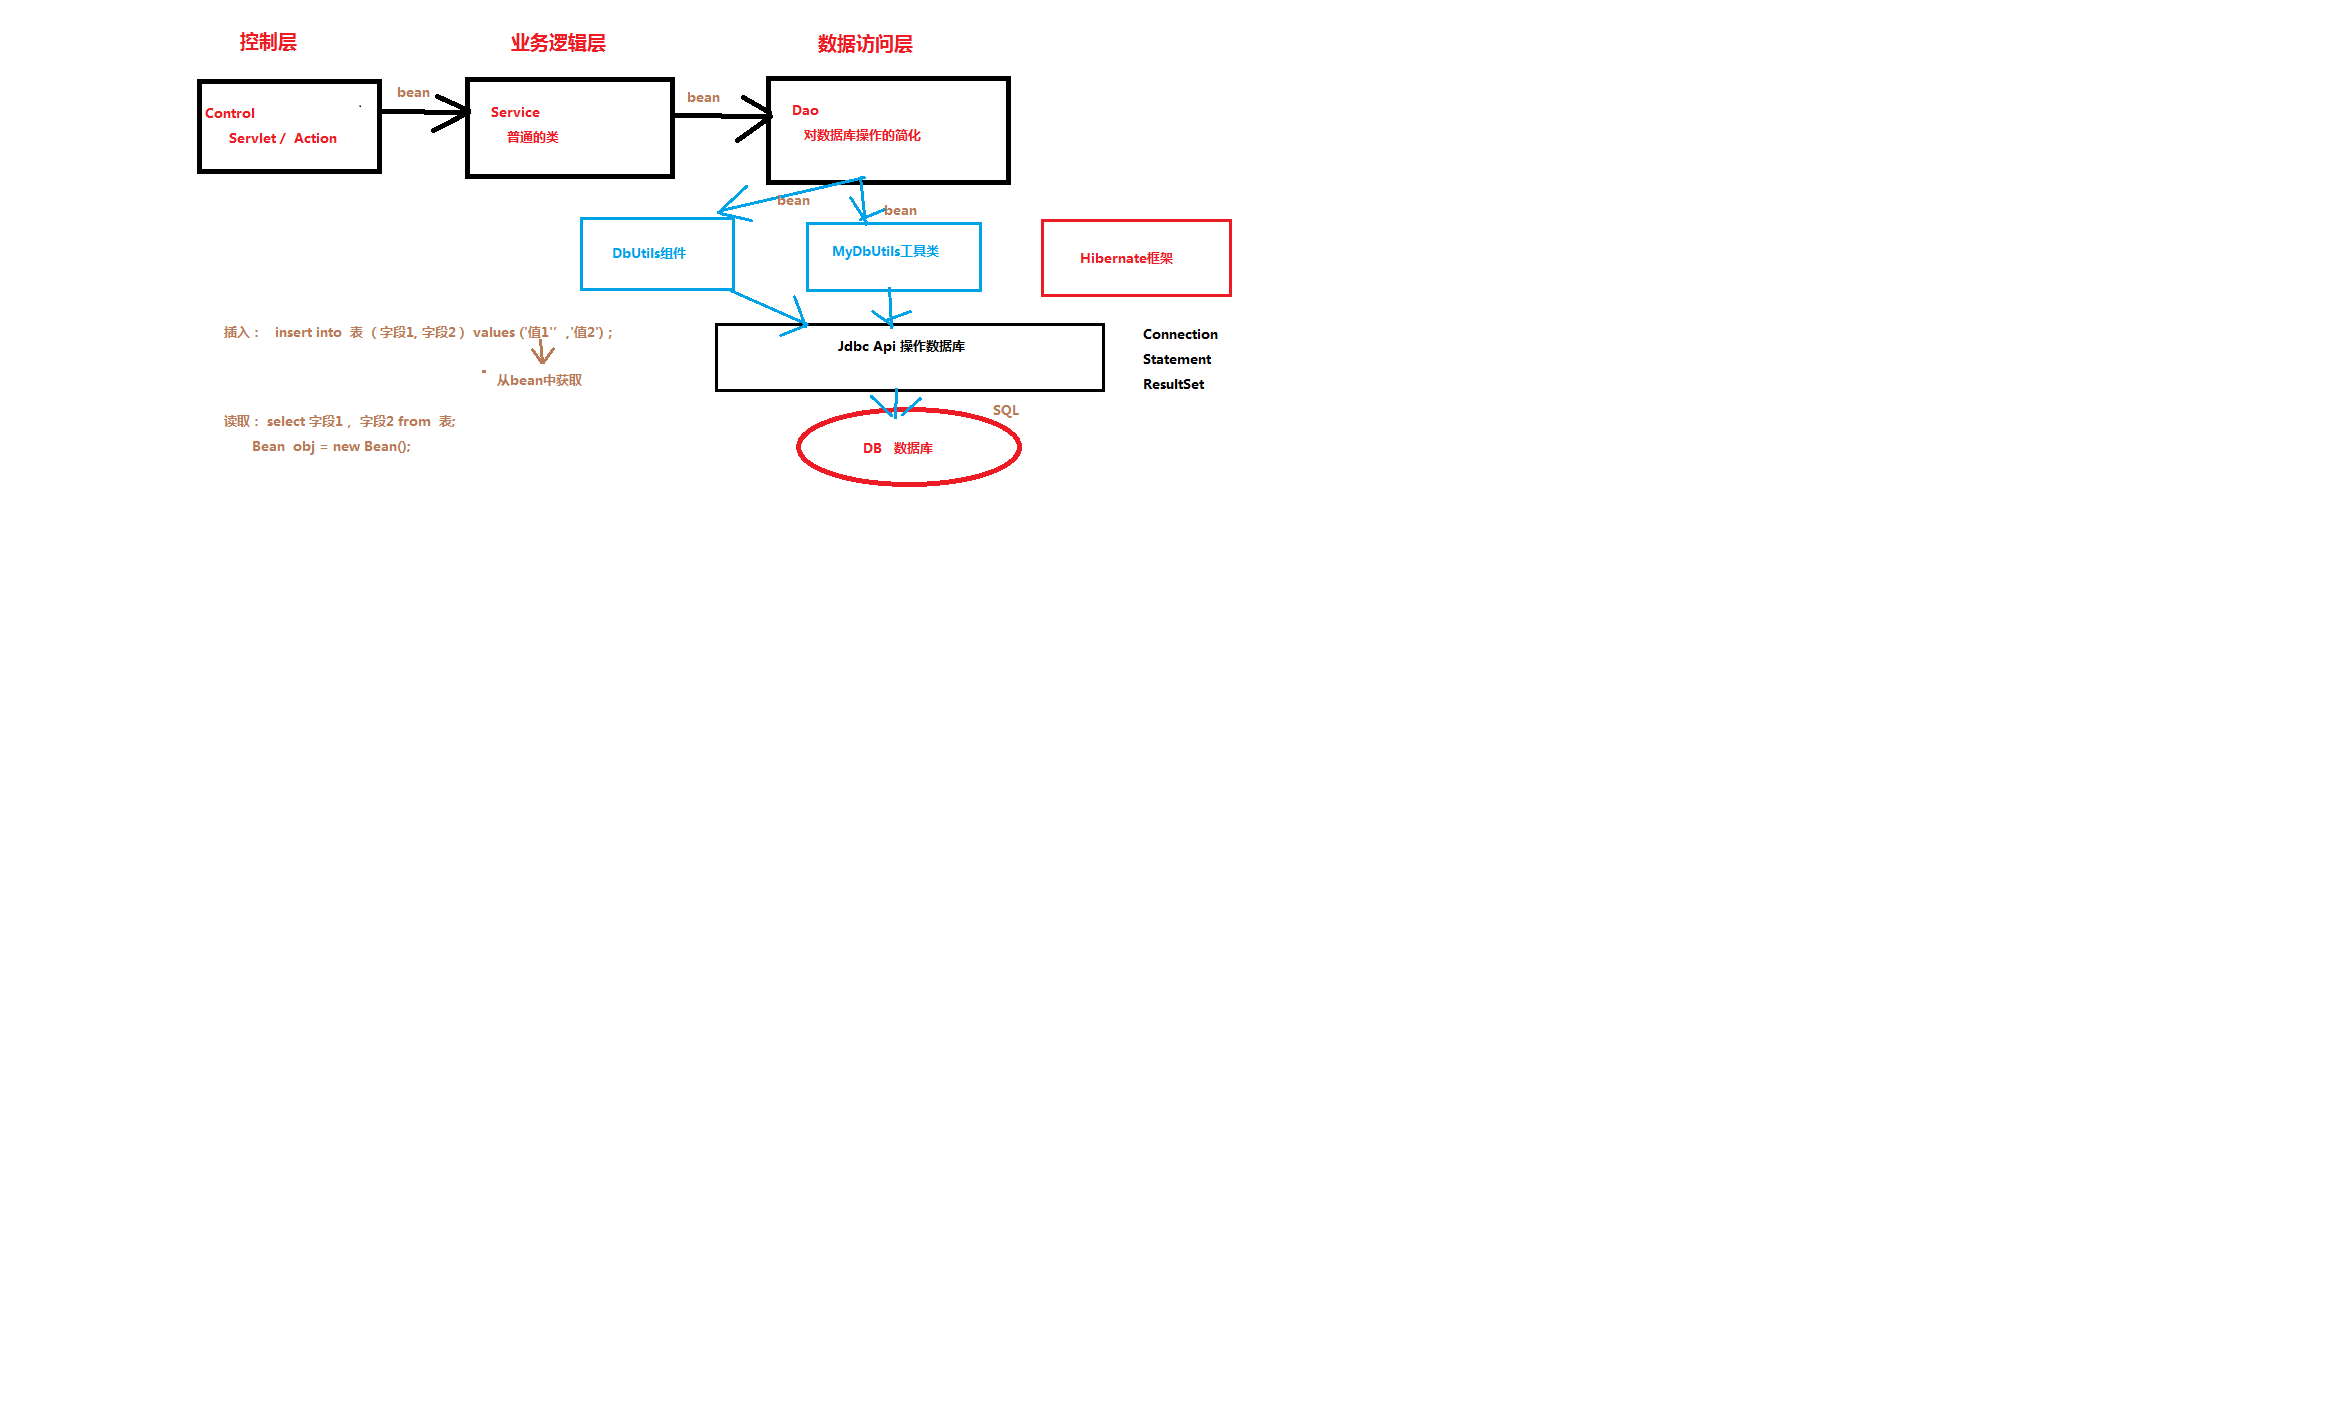 控制层
业务逻辑层
数据访问层
Control
Servlet / Action
bean
Service
普通的类
bean
Dao
对数据库操作的简化
bean
bean
DbUtils组件
MyDbUtils工具类
Hibernate框架
插入： insert into 表 （ 字段1, 字段2 ） values ( '值1'’ ,'值2') ;
从bean中获取
Jdbc Api 操作数据库
Connection
Statement
ResultSet
读取： select 字段1 ， 字段2 from 表;
Bean obj = new Bean();
SQL
DB 数据库